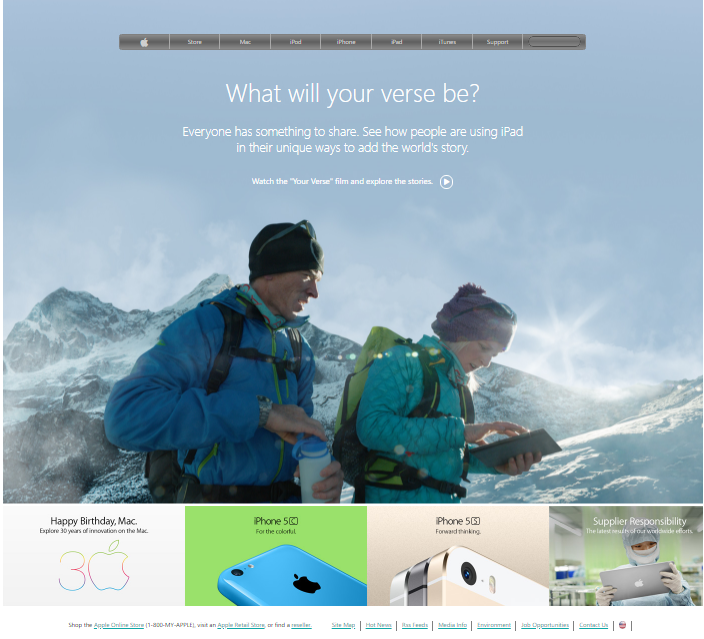 Store Mac iPod iPhone iPad iTunes Support
What will your verse be?
Everyone has something to share. See how people are using iPad
in their unique ways to add the world's story.
Watch the "Your Verse" film and explore the stories.
Happy Birthday, Mac.
Explore 30 years of innovation on the Mac.
30
iPhone 5C
For the colorful.
iPhone 5S
Forward thinking.
Supplier Responsibility
The latest results of our worldwide efforts.
Shop the Apple Online Store (1-800-MY-APPLE), visit an Apple Retail Store, or find a reseller.
Site Map | Hot News | Rss Feeds | Media Info | Environment | Job Opportunities | Contact Us |